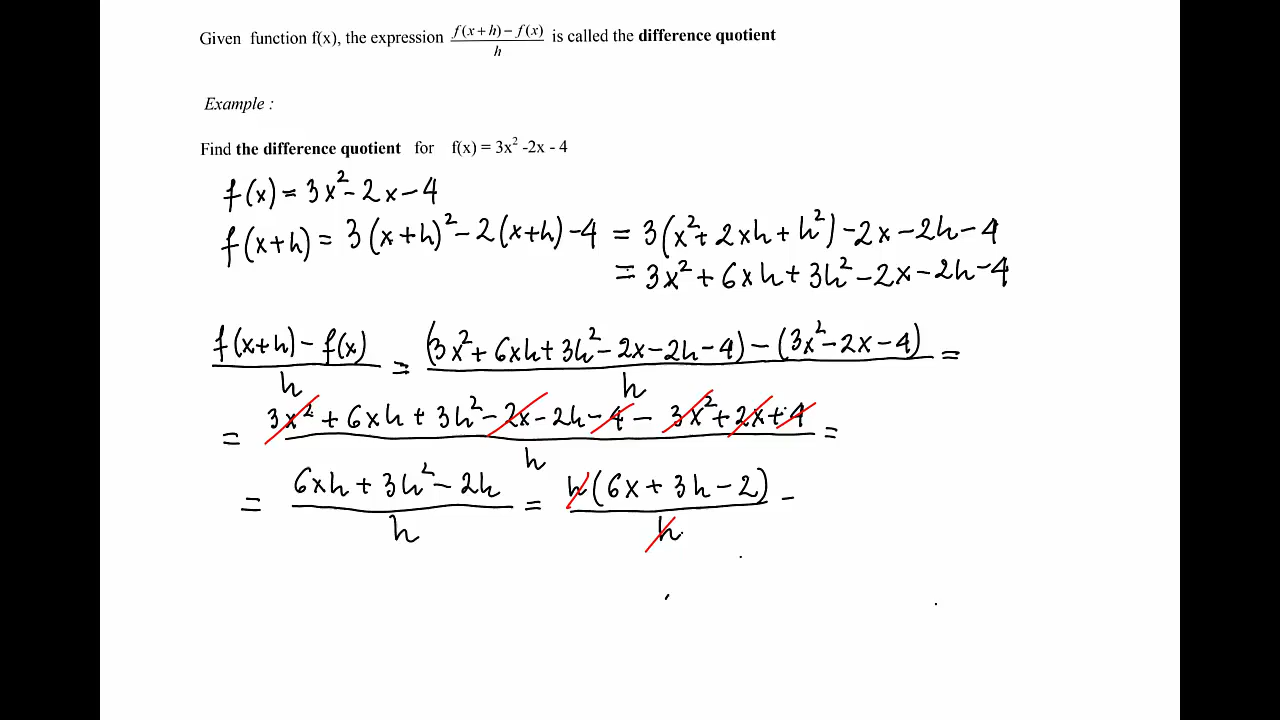 Given function f(x), the expression (f(x+h)−f(x))/h is called the difference quotient
Example :
Find the difference quotient for f(x) = 3x² -2x - 4
f(x) = 3x² − 2x − 4
f(x+h) = 3(x+h)² − 2(x+h) − 4 = 3(x² + 2xh + h²) − 2x − 2h − 4
= 3x² + 6xh + 3h² − 2x − 2h − 4
(f(x+h) − f(x))/h = ((3x² + 6xh + 3h² − 2x − 2h − 4) − (3x² − 2x − 4))/h =
= (3x² + 6xh + 3h² − 2x − 2h − 4 − 3x² + 2x + 4)/h =
= (6xh + 3h² − 2h)/h = (h(6x + 3h − 2))/h −